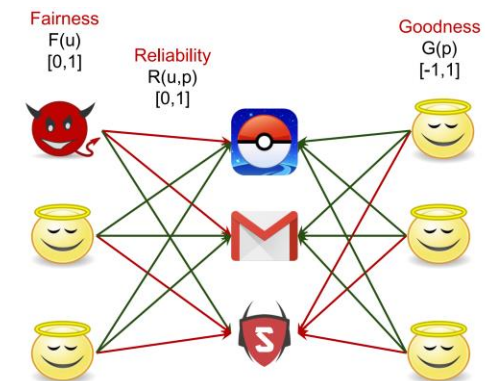 Fairness
F(u)
[0,1]
Reliability
R(u,p)
[0,1]
Goodness
G(p)
[-1,1]
S